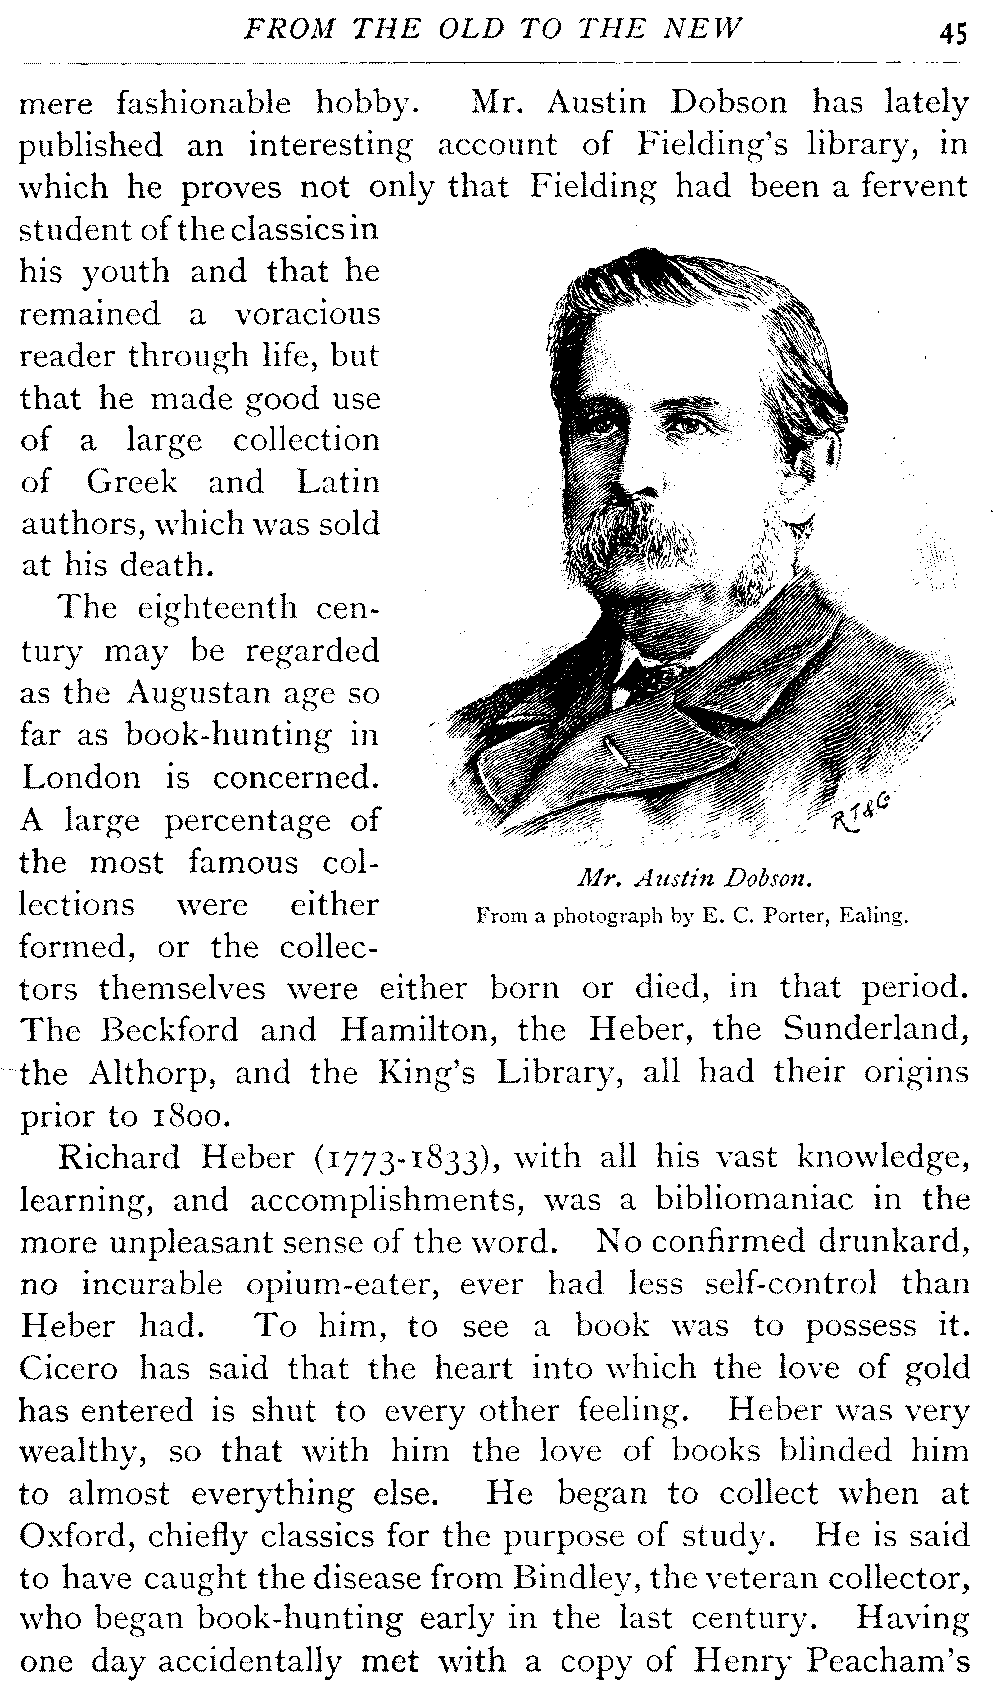 FROM THE OLD TO THE NEW 45
mere fashionable hobby. Mr. Austin Dobson has lately
published an interesting account of Fielding's library, in
which he proves not only that Fielding had been a fervent
student of the classics in
his youth and that he
remained a voracious
reader through life, but
that he made good use
of a large collection
of Greek and Latin
authors, which was sold
at his death.
The eighteenth cen-
tury may be regarded
as the Augustan age so
far as book-hunting in
London is concerned.
A large percentage of
the most famous col-
lections were either
formed, or the collec-
RT&G
Mr. Austin Dobson.
From a photograph by E. C. Porter, Ealing.
tors themselves were either born or died, in that period.
The Beckford and Hamilton, the Heber, the Sunderland,
the Althorp, and the King's Library, all had their origins
prior to 1800.
Richard Heber (1773-1833), with all his vast knowledge,
learning, and accomplishments, was a bibliomaniac in the
more unpleasant sense of the word. No confirmed drunkard,
no incurable opium-eater, ever had less self-control than
Heber had. To him, to see a book was to possess it.
Cicero has said that the heart into which the love of gold
has entered is shut to every other feeling. Heber was very
wealthy, so that with him the love of books blinded him
to almost everything else. He began to collect when at
Oxford, chiefly classics for the purpose of study. He is said
to have caught the disease from Bindley, the veteran collector,
who began book-hunting early in the last century. Having
one day accidentally met with a copy of Henry Peacham's